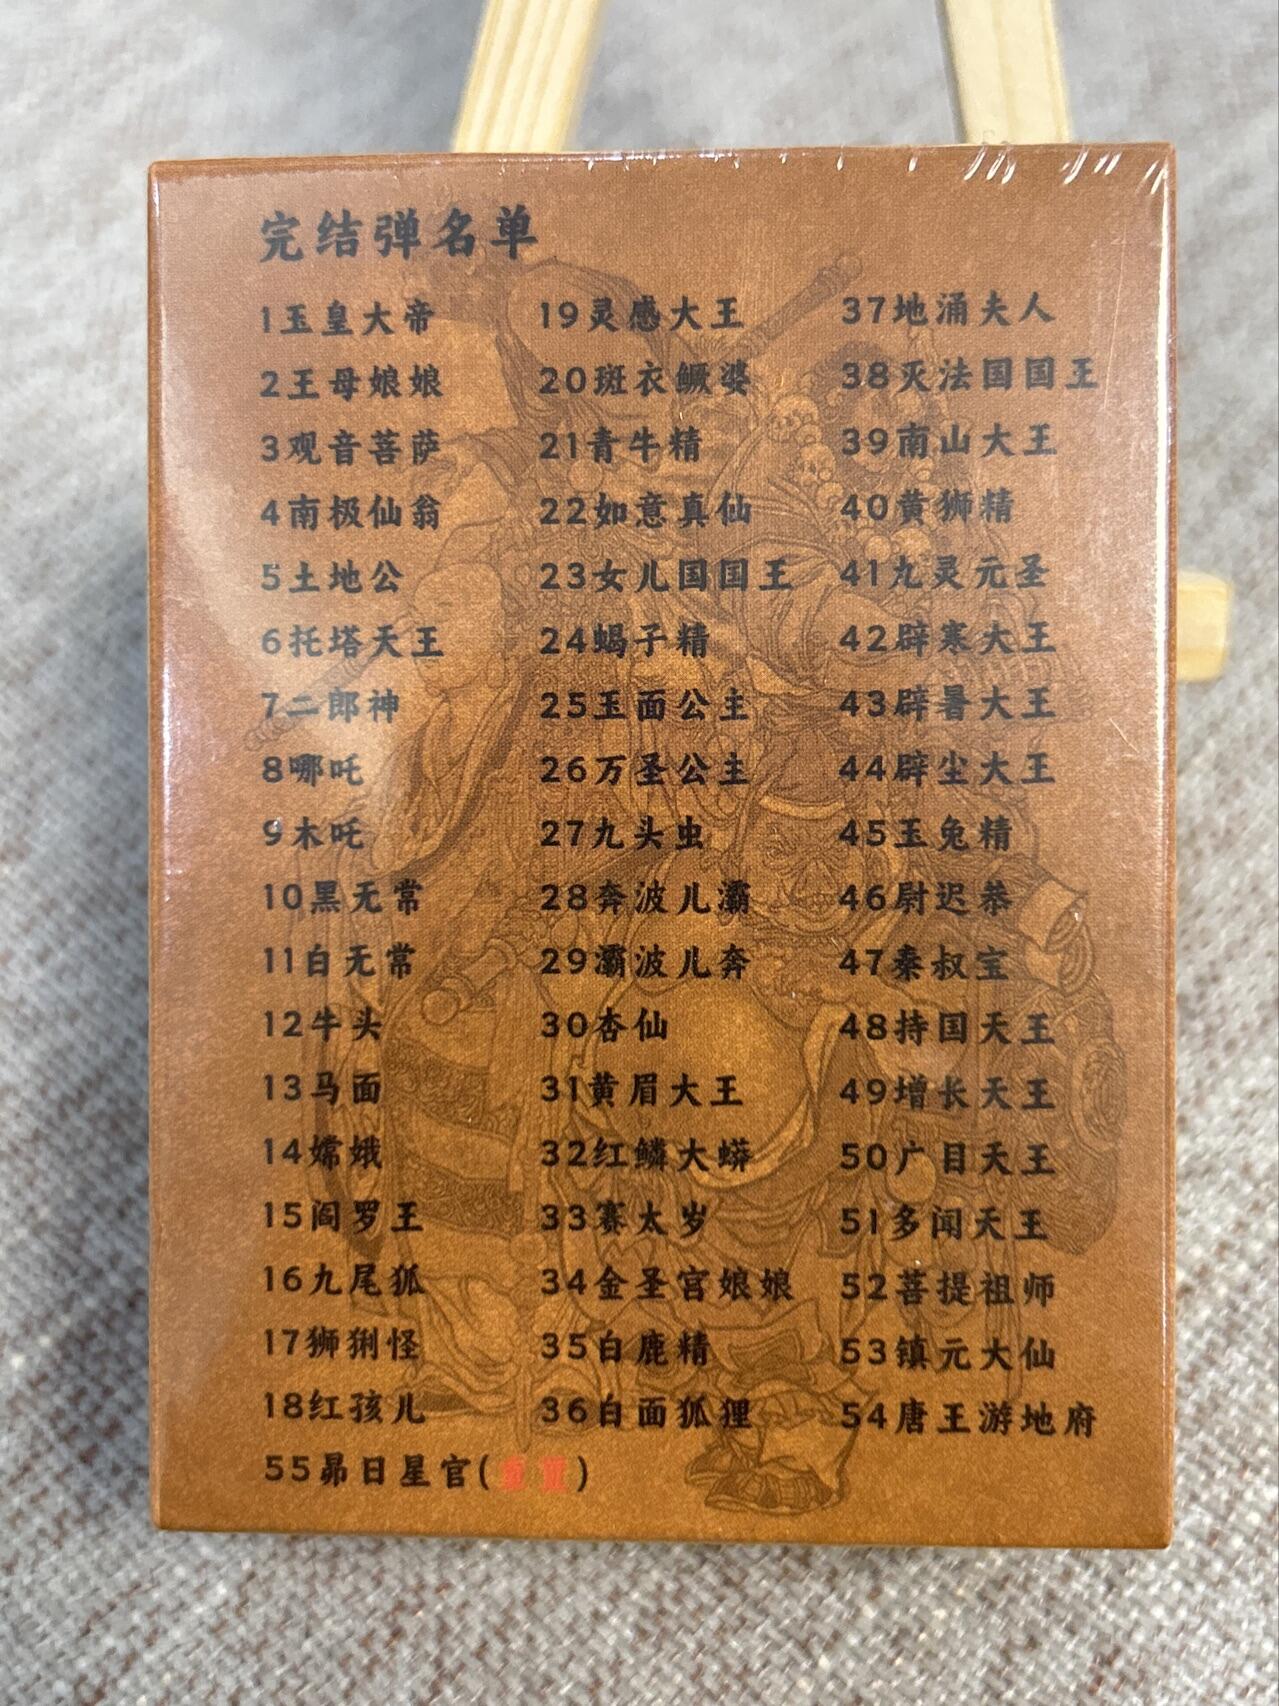 完结弹名单
1玉皇大帝
2王母娘娘
3观音菩萨
4南极仙翁
5土地公
6托塔天王
7二郎神
8哪吒
9木吒
10黑无常
11白无常
12牛头
13马面
14嫦娥
15阎罗王
16九尾狐
17狮猁怪
18红孩儿
19灵感大王
20斑衣鳜婆
21青牛精
22如意真仙
23女儿国国王
24蝎子精
25玉面公主
26万圣公主
27九头虫
28奔波儿灞
29灞波儿奔
30杏仙
31黄眉大王
32红鳞大蟒
33赛太岁
34金圣宫娘娘
35白鹿精
36白面狐狸
37地涌夫人
38灭法国国王
39南山大王
40黄狮精
41九灵元圣
42辟寒大王
43辟暑大王
44辟尘大王
45玉兔精
46尉迟恭
47秦叔宝
48持国天王
49增长天王
50广目天王
51多闻天王
52菩提祖师
53镇元大仙
54唐王游地府
55昴日星官(重置)